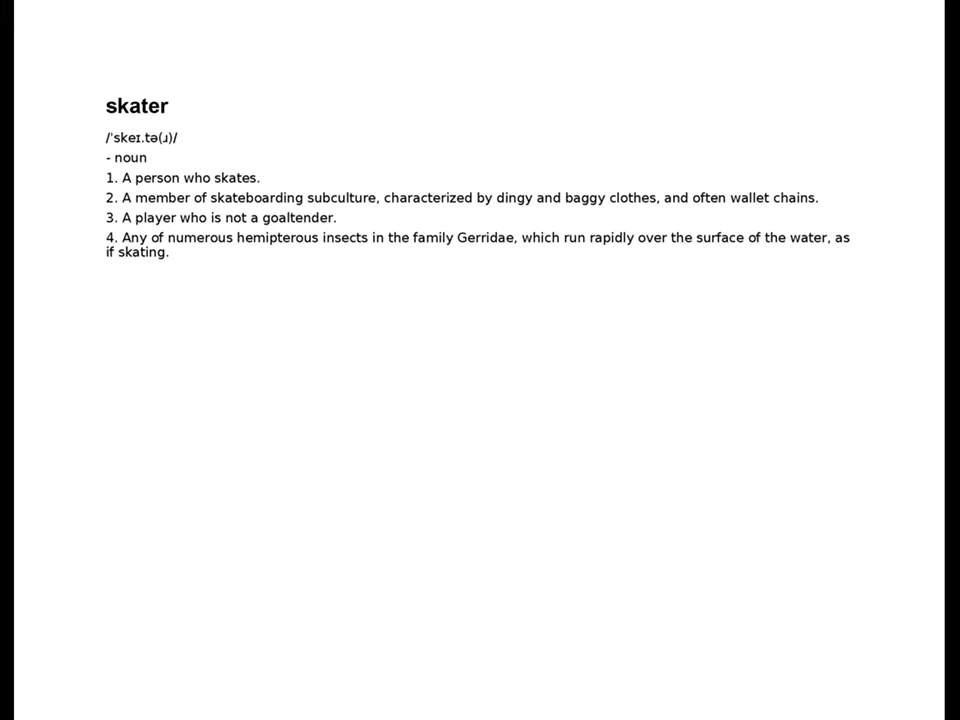 skater
/ˈskeɪ.tə(ɹ)/
- noun
1. A person who skates.
2. A member of skateboarding subculture, characterized by dingy and baggy clothes, and often wallet chains.
3. A player who is not a goaltender.
4. Any of numerous hemipterous insects in the family Gerridae, which run rapidly over the surface of the water, as
if skating.